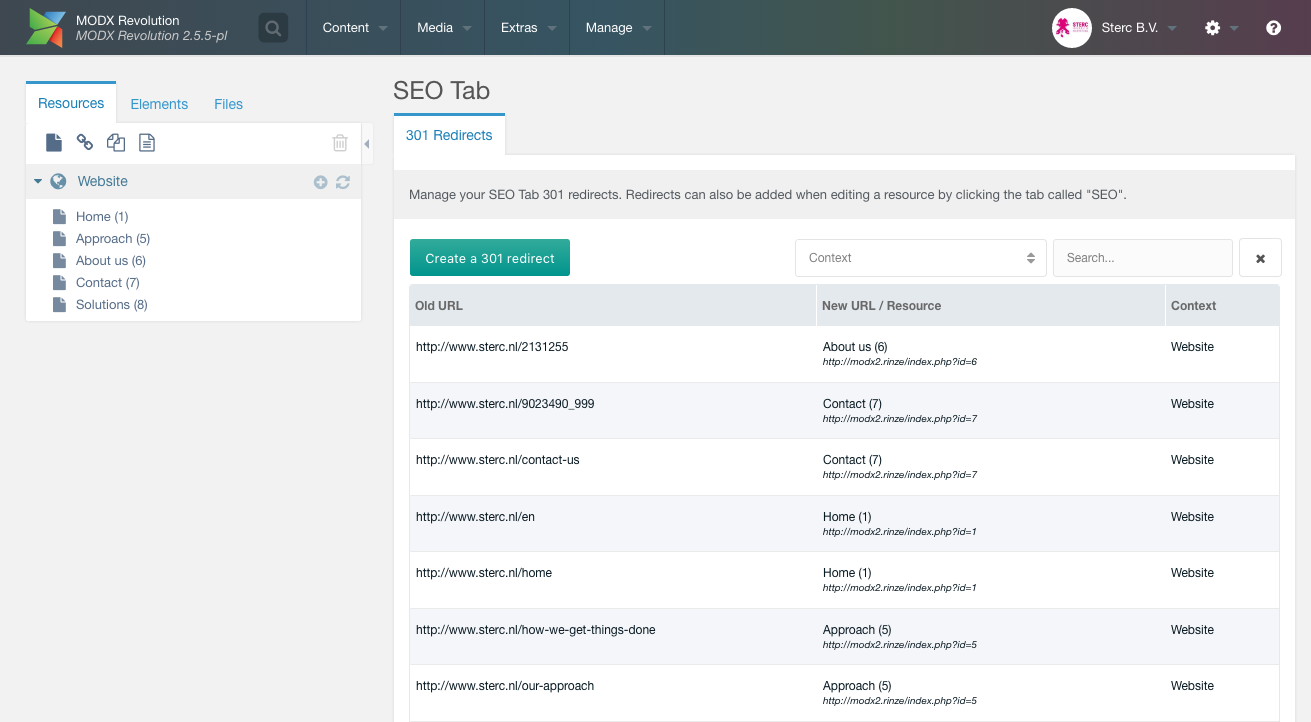 MODX Revolution
MODX Revolution 2.5.5-pl
Content
Media
Extras
Manage
STERC
Sterc B.V.
Resources
Elements
Files
Website
Home (1)
Approach (5)
About us (6)
Contact (7)
Solutions (8)
SEO Tab
301 Redirects
Manage your SEO Tab 301 redirects. Redirects can also be added when editing a resource by clicking the tab called "SEO".
Create a 301 redirect
Context
Search...
Old URL
New URL / Resource
Context
http://www.sterc.nl/2131255
About us (6)
http://modx2.rinze/index.php?id=6
Website
http://www.sterc.nl/9023490_999
Contact (7)
http://modx2.rinze/index.php?id=7
Website
http://www.sterc.nl/contact-us
Contact (7)
http://modx2.rinze/index.php?id=7
Website
http://www.sterc.nl/en
Home (1)
http://modx2.rinze/index.php?id=1
Website
http://www.sterc.nl/home
Home (1)
http://modx2.rinze/index.php?id=1
Website
http://www.sterc.nl/how-we-get-things-done
Approach (5)
http://modx2.rinze/index.php?id=5
Website
http://www.sterc.nl/our-approach
Approach (5)
http://modx2.rinze/index.php?id=5
Website